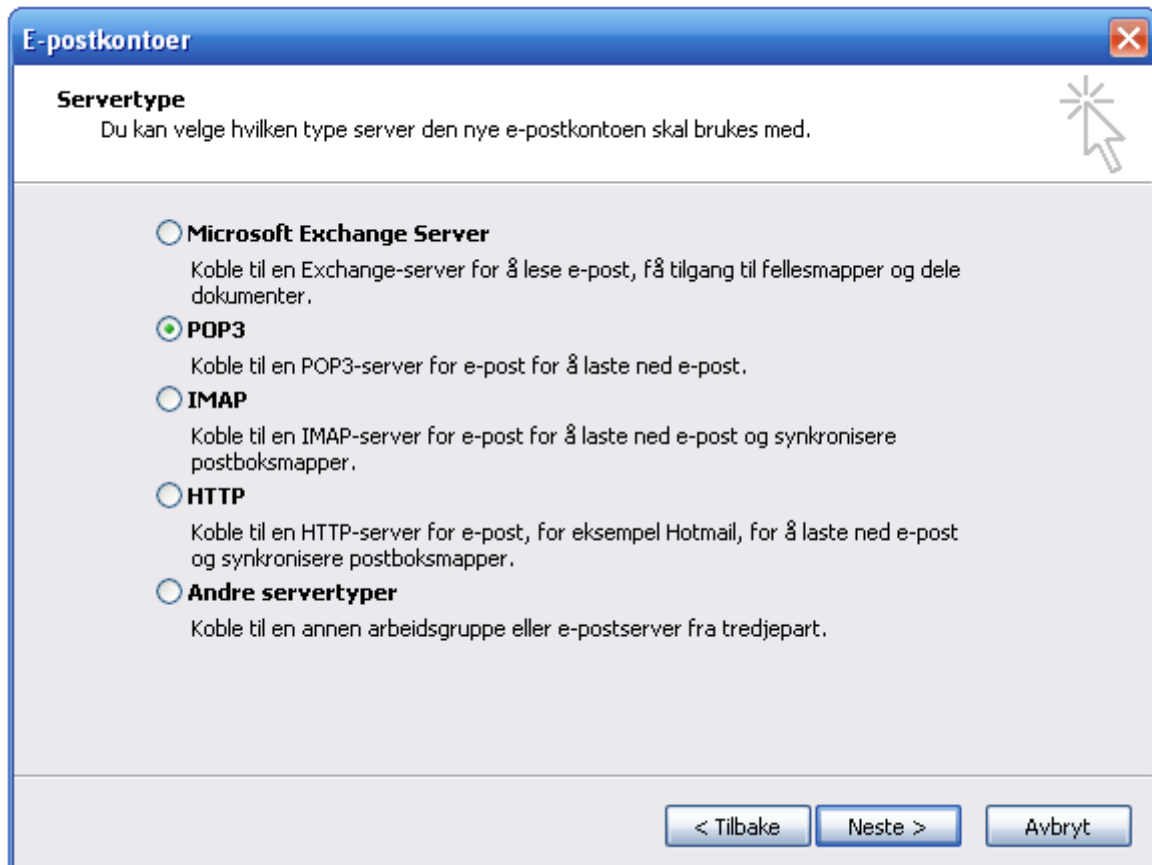 E-postkontoer
Servertype
Du kan velge hvilken type server den nye e-postkontoen skal brukes med.
Microsoft Exchange Server
Koble til en Exchange-server for å lese e-post, få tilgang til fellesmapper og dele
dokumenter.
POP3
Koble til en POP3-server for e-post for å laste ned e-post.
IMAP
Koble til en IMAP-server for e-post for å laste ned e-post og synkronisere
postboksmapper.
HTTP
Koble til en HTTP-server for e-post, for eksempel Hotmail, for å laste ned e-post
og synkronisere postboksmapper.
Andre servertyper
Koble til en annen arbeidsgruppe eller e-postserver fra tredjepart.
< Tilbake Neste > Avbryt